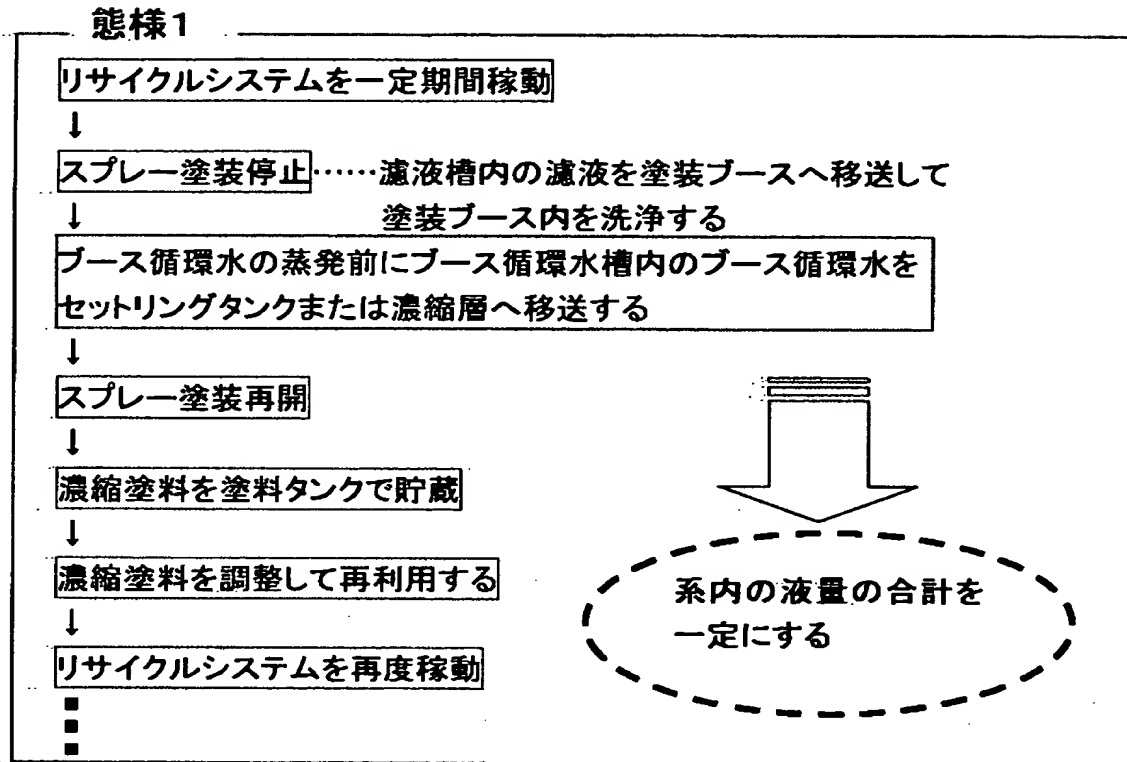 態様1
リサイクルシステムを一定期間稼動
↓
スプレー塗装停止……濾液槽内の濾液を塗装ブースへ移送して
塗装ブース内を洗浄する
↓
ブース循環水の蒸発前にブース循環水槽内のブース循環水を
セットリングタンクまたは濃縮層へ移送する
↓
スプレー塗装再開
↓
濃縮塗料を塗料タンクで貯蔵
↓
濃縮塗料を調整して再利用する
↓
リサイクルシステムを再度稼動
系内の液量の合計を
一定にする